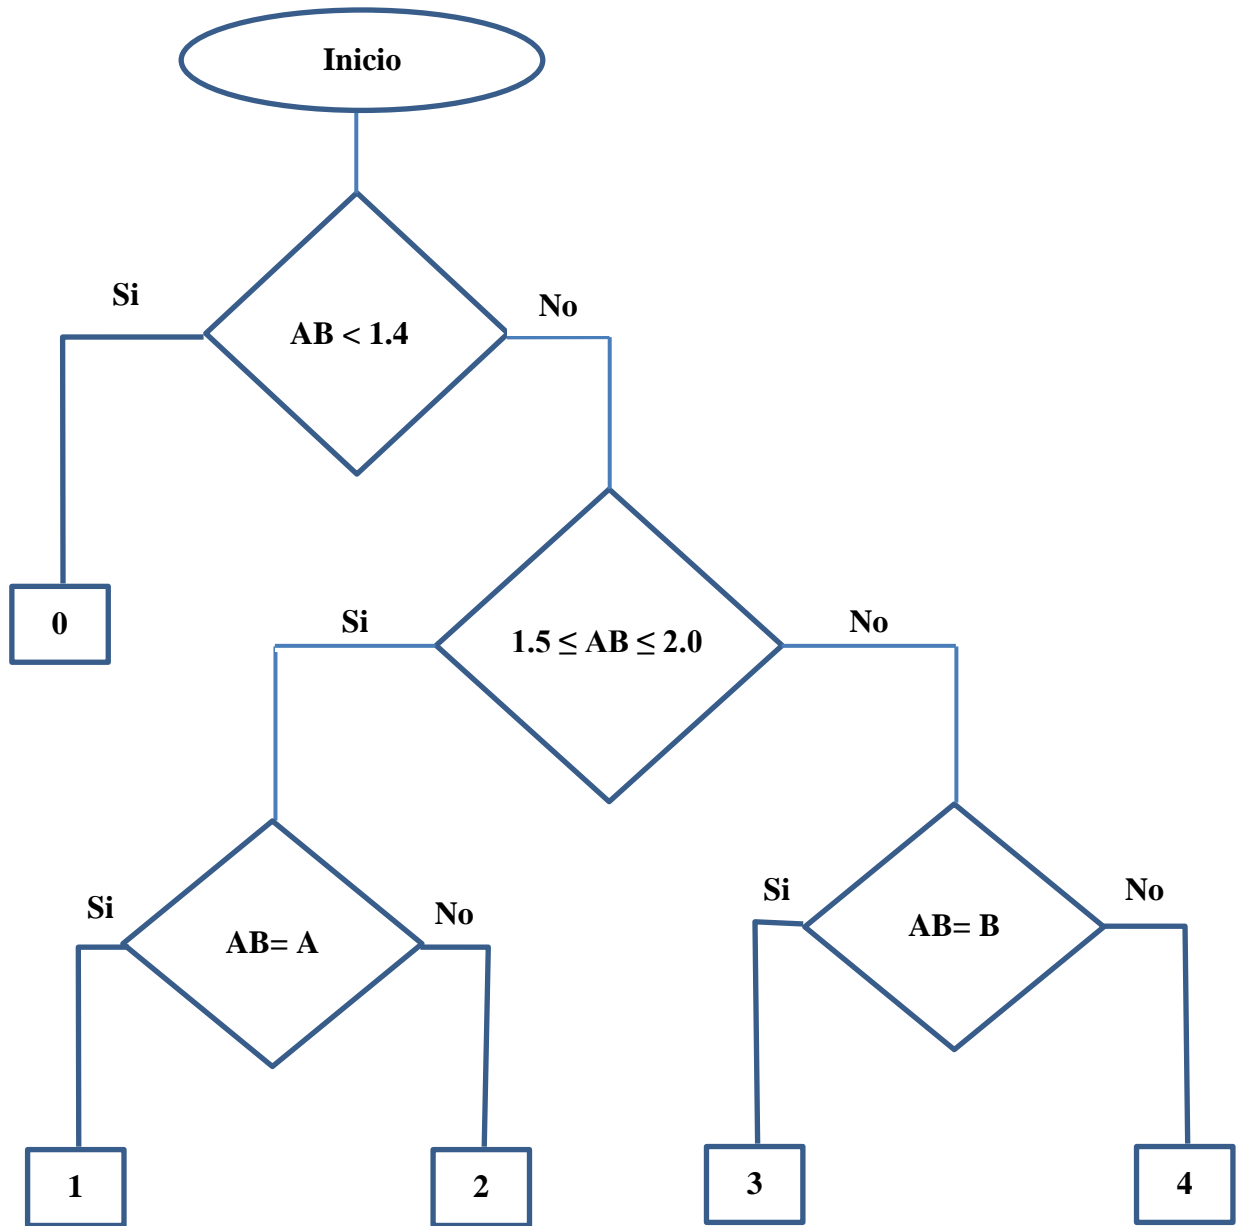 Inicio
Si
No
AB < 1.4
0
Si
No
1.5 ≤ AB ≤ 2.0
Si
No
AB= A
Si
No
AB= B
1
2
3
4